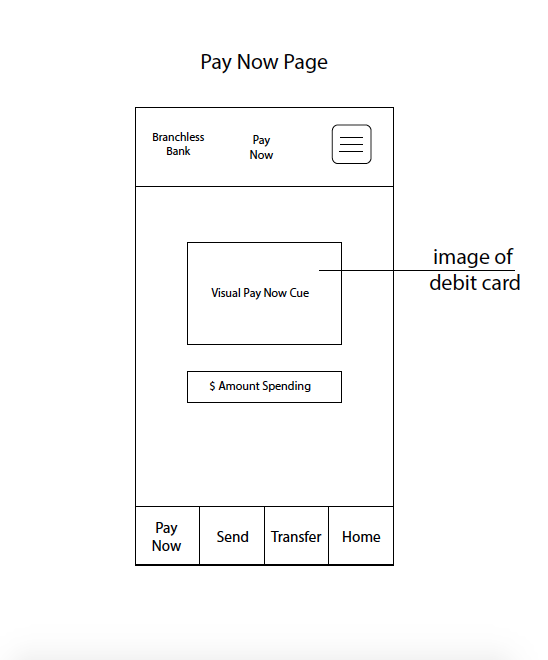 Pay Now Page
Branchless
Bank
Pay
Now
image of
debit card
Visual Pay Now Cue
$ Amount Spending
Pay
Now
Send
Transfer
Home